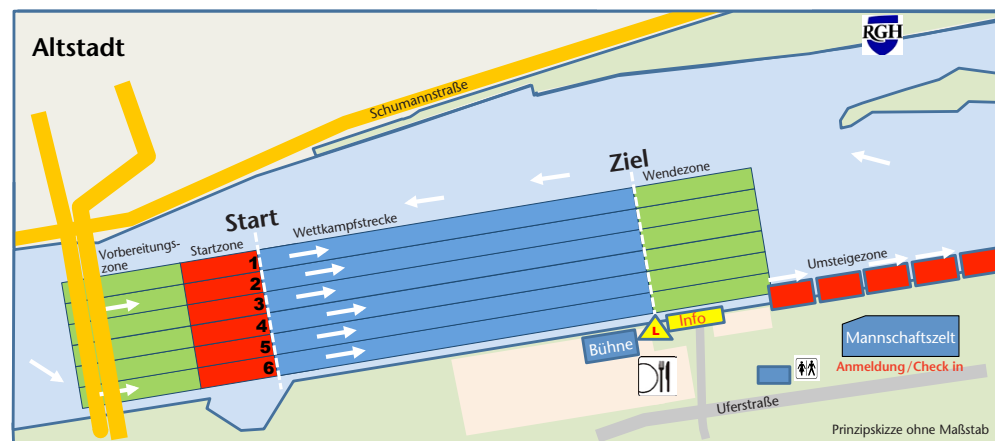 Altstadt
RGH
Schumannstraße
Ziel
Wendezone
Start
Wettkampfstrecke
Vorbereitungs-
zone
Startzone
Umsteigezone
1
2
3
4
5
6
L
Info
Bühne
Mannschaftszelt
Anmeldung/Check in
Uferstraße
Prinzipskizze ohne Maßstab